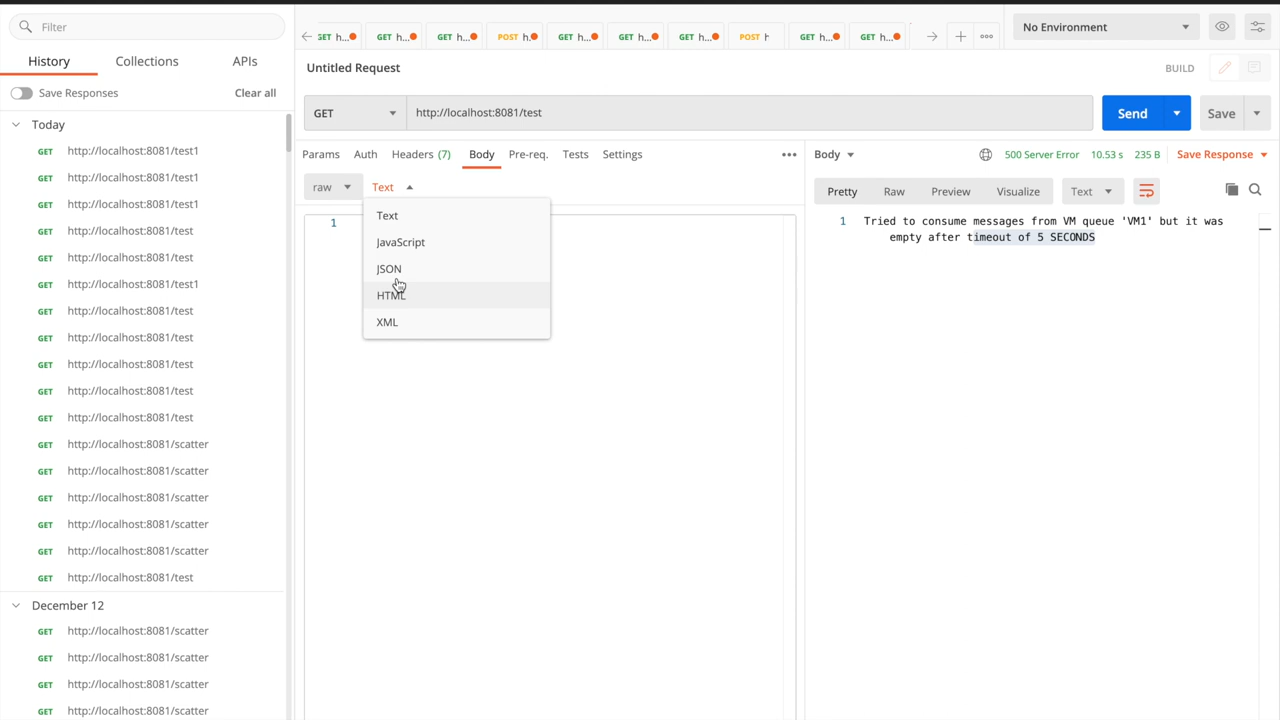 Filter
History
Collections
APIs
Save Responses
Clear all
Today
GET http://localhost:8081/test1
GET http://localhost:8081/test1
GET http://localhost:8081/test1
GET http://localhost:8081/test
GET http://localhost:8081/test
GET http://localhost:8081/test1
GET http://localhost:8081/test
GET http://localhost:8081/test
GET http://localhost:8081/test
GET http://localhost:8081/test
GET http://localhost:8081/test
GET http://localhost:8081/scatter
GET http://localhost:8081/scatter
GET http://localhost:8081/scatter
GET http://localhost:8081/scatter
GET http://localhost:8081/scatter
GET http://localhost:8081/test
December 12
GET http://localhost:8081/scatter
GET http://localhost:8081/scatter
GET http://localhost:8081/scatter
GET http://localhost:8081/scatter
GET h... GET h... GET h... POST h. GET h... GET h... GET h... POST h GET h... GET h...
No Environment
Untitled Request
BUILD
GET
http://localhost:8081/test
Send
Save
Params Auth Headers (7) Body Pre-req. Tests Settings
raw
Text
Text
JavaScript
JSON
HTML
XML
1
Body
500 Server Error 10.53 s 235 B Save Response
Pretty Raw Preview Visualize Text
1 Tried to consume messages from VM queue 'VM1' but it was
empty after timeout of 5 SECONDS